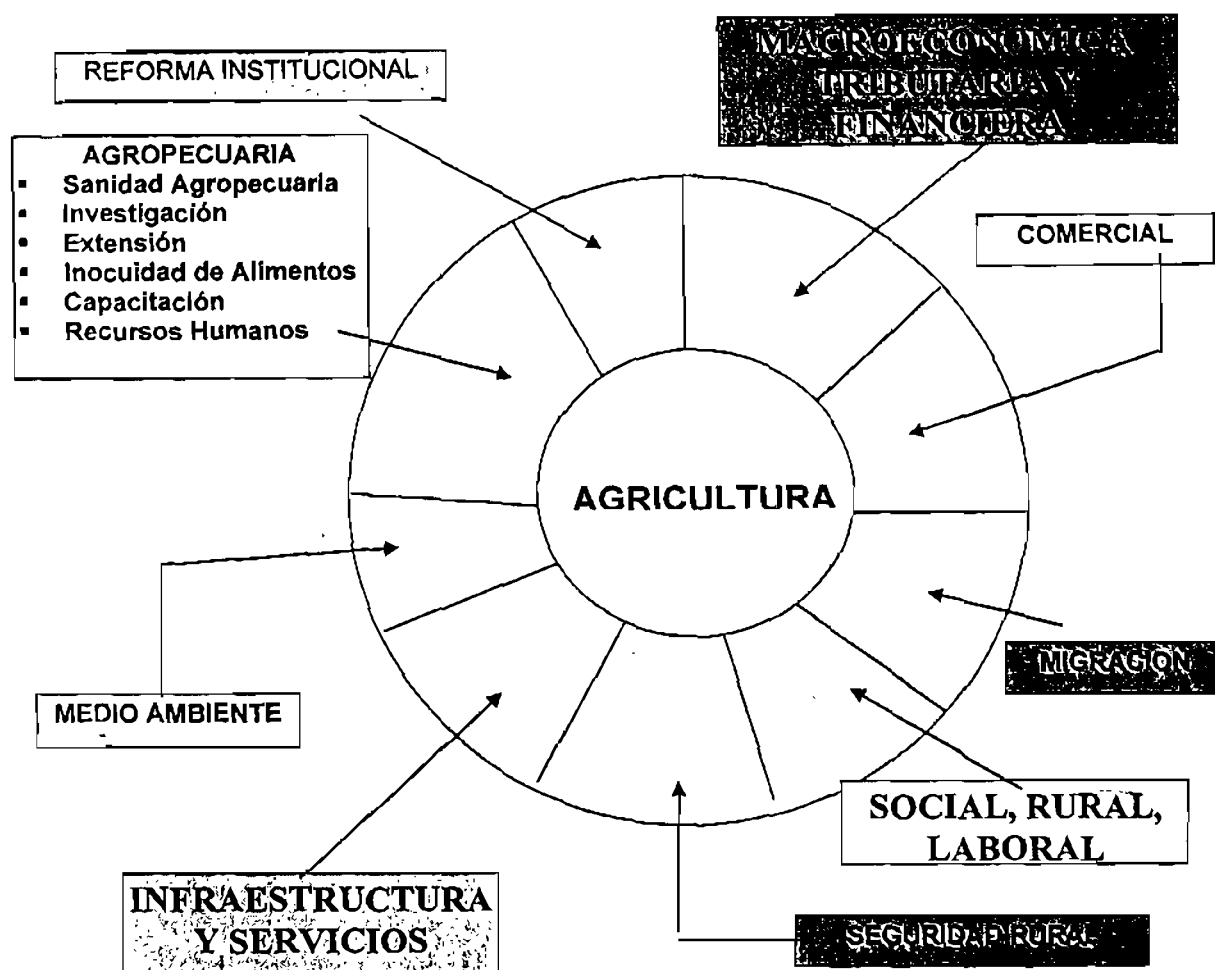 REFORMA INSTITUCIONAL
MACROECONOMICA
TRIBUTARIA Y
FINANCIERA
AGROPECUARIA
▪ Sanidad Agropecuaria
▪ Investigación
▪ Extensión
▪ Inocuidad de Alimentos
▪ Capacitación
▪ Recursos Humanos
COMERCIAL
AGRICULTURA
MIGRACION
MEDIO AMBIENTE
SOCIAL, RURAL,
LABORAL
INFRAESTRUCTURA
Y SERVICIOS
SEGURIDAD RURAL